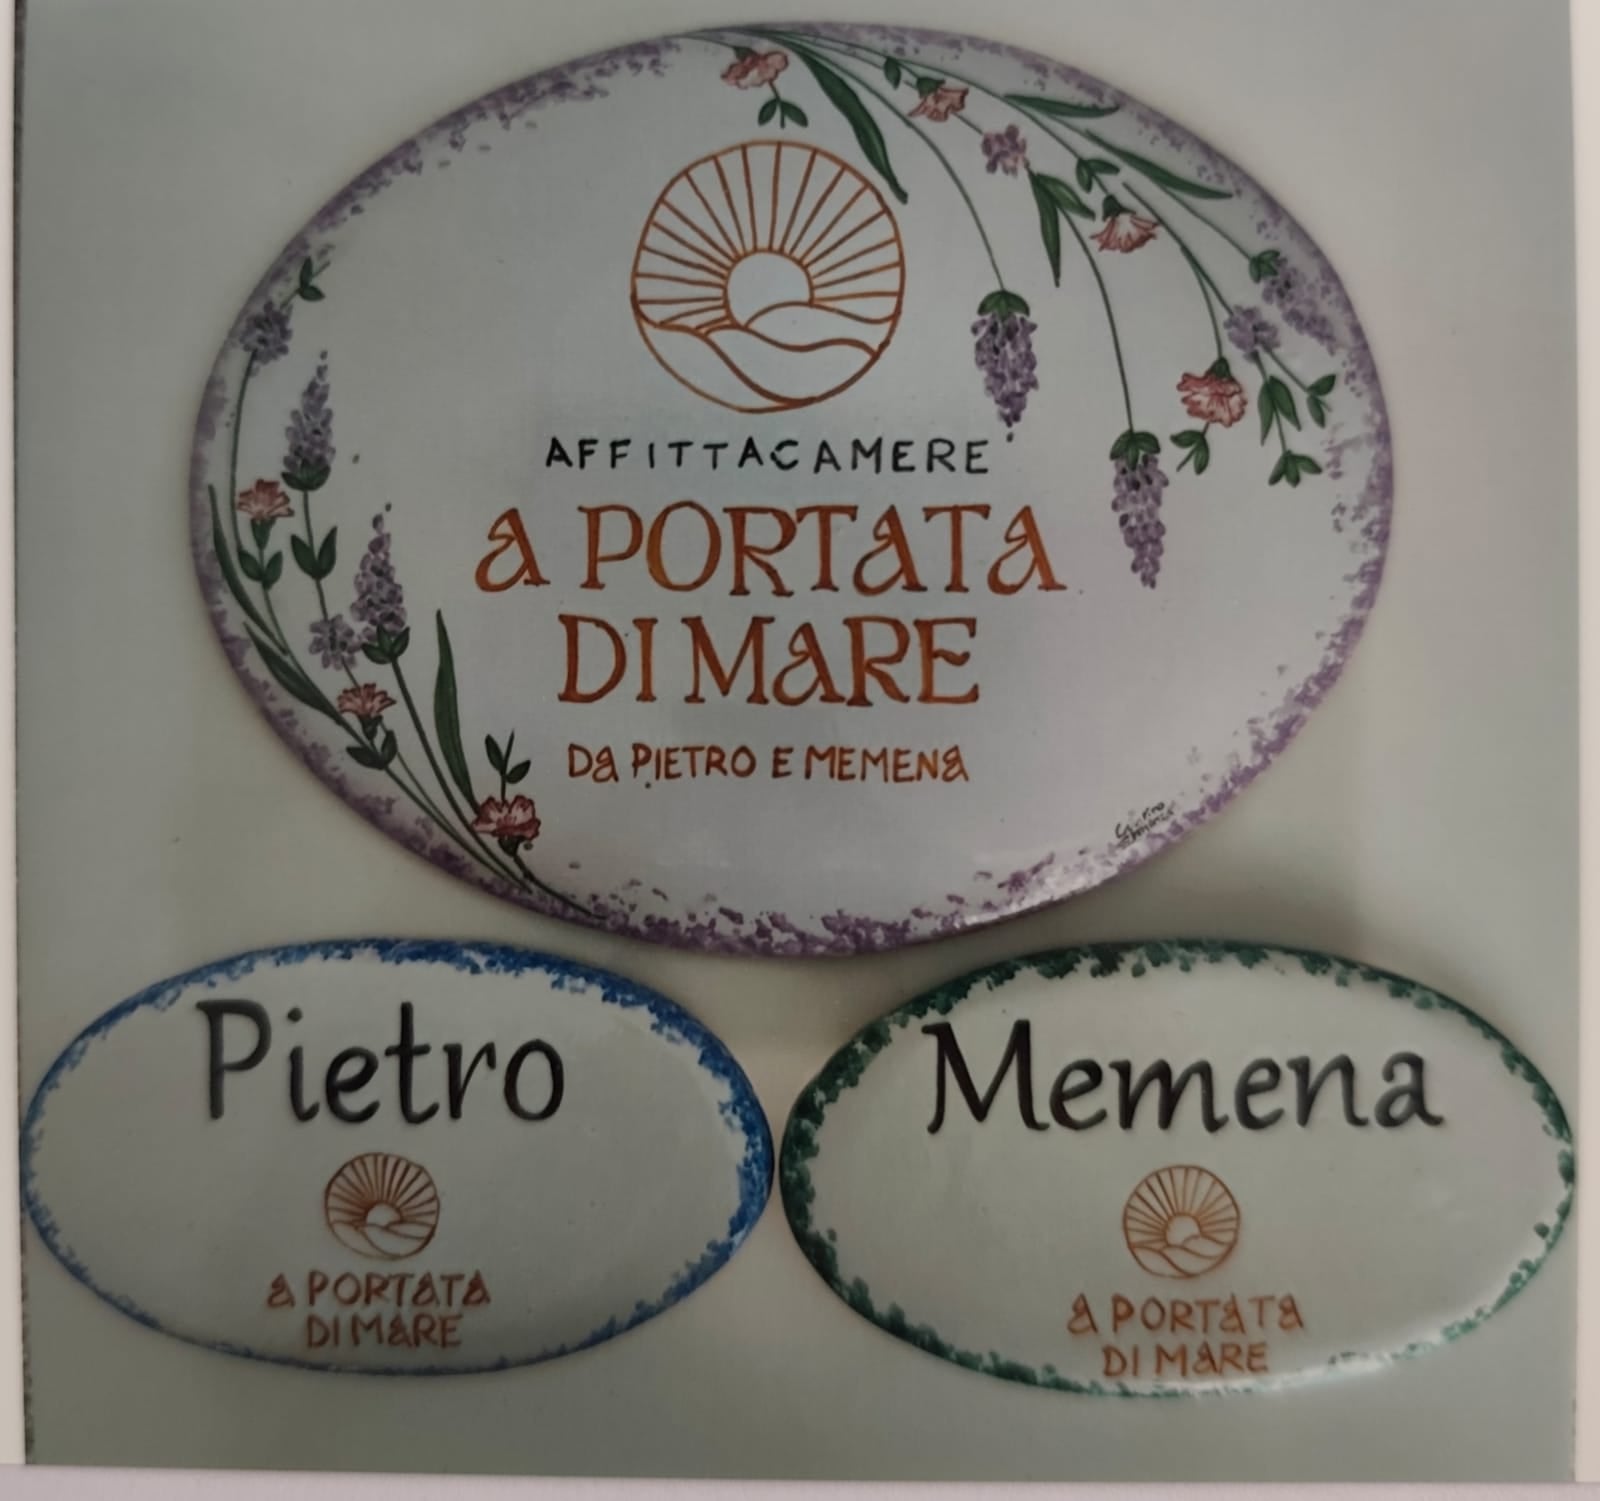 AFFITTACAMERE
A PORTATA
DI MARE
DA PIETRO E MEMENA
Pietro
A PORTATA
DI MARE
Memena
A PORTATA
DI MARE